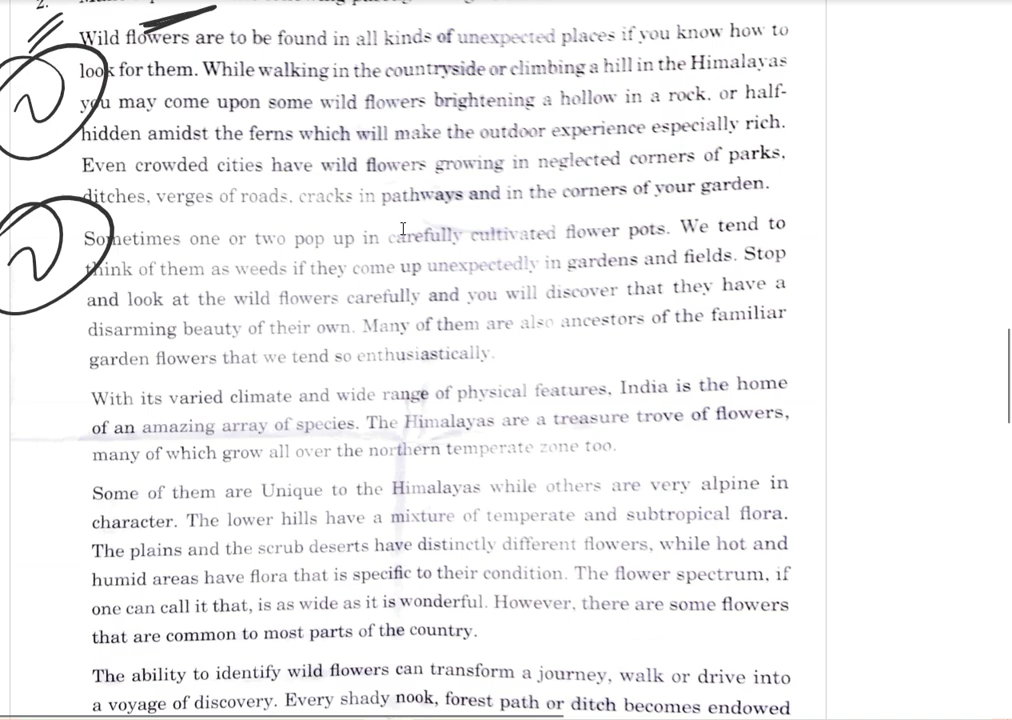 2.
Wild flowers are to be found in all kinds of unexpected places if you know how to
look for them. While walking in the countryside or climbing a hill in the Himalayas
you may come upon some wild flowers brightening a hollow in a rock. or half-
hidden amidst the ferns which will make the outdoor experience especially rich.
Even crowded cities have wild flowers growing in neglected corners of parks,
ditches, verges of roads, cracks in pathways and in the corners of your garden.
Sometimes one or two pop up in carefully cultivated flower pots. We tend to
think of them as weeds if they come up unexpectedly in gardens and fields. Stop
and look at the wild flowers carefully and you will discover that they have a
disarming beauty of their own. Many of them are also ancestors of the familiar
garden flowers that we tend so enthusiastically.
With its varied climate and wide range of physical features, India is the home
of an amazing array of species. The Himalayas are a treasure trove of flowers,
many of which grow all over the northern temperate zone too.
Some of them are Unique to the Himalayas while others are very alpine in
character. The lower hills have a mixture of temperate and subtropical flora.
The plains and the scrub deserts have distinctly different flowers, while hot and
humid areas have flora that is specific to their condition. The flower spectrum, if
one can call it that, is as wide as it is wonderful. However, there are some flowers
that are common to most parts of the country.
The ability to identify wild flowers can transform a journey, walk or drive into
a voyage of discovery. Every shady nook, forest path or ditch becomes endowed